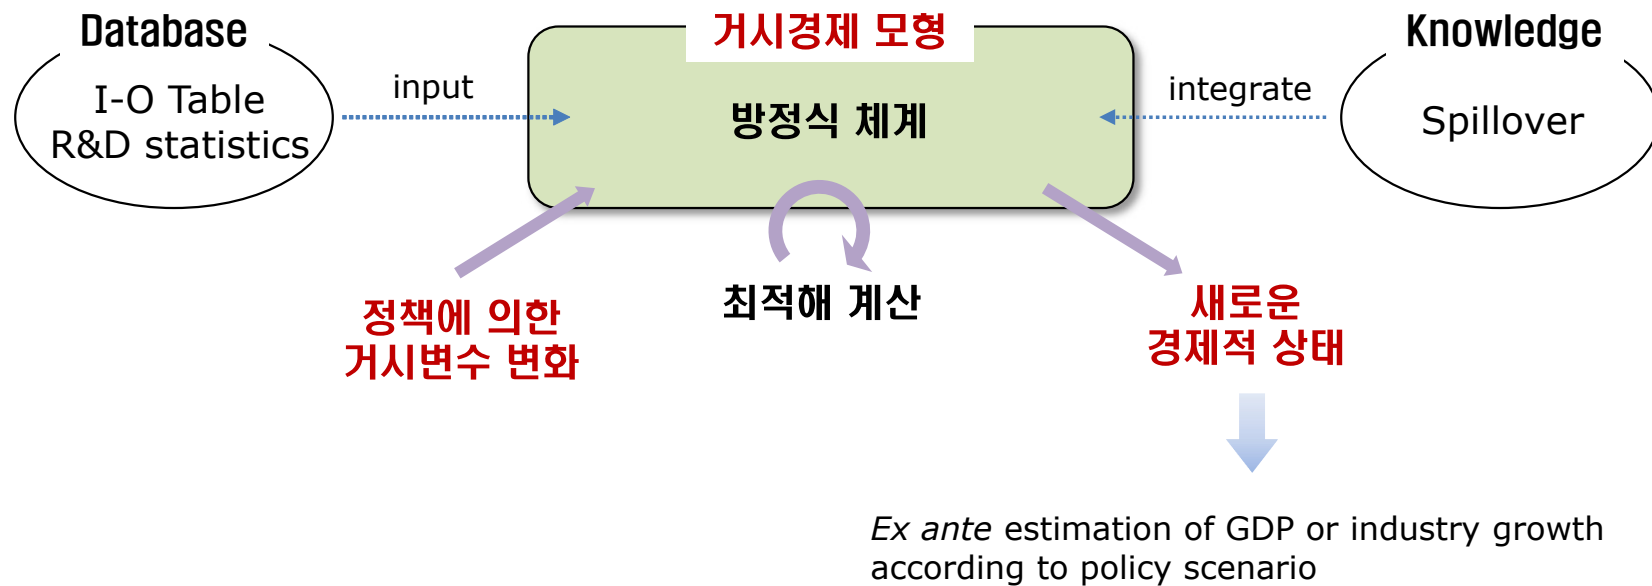 Database
I-O Table
R&D statistics
input
거시경제 모형
방정식 체계
integrate
Knowledge
Spillover
정책에 의한
거시변수 변화
최적해 계산
새로운
경제적 상태
Ex ante estimation of GDP or industry growth
according to policy scenario